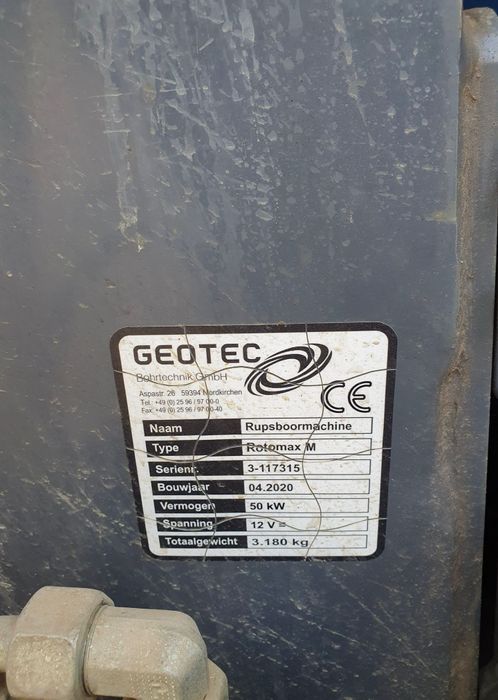 GEOTEC
Bohrtechnik GmbH
Aspastr. 26 59394 Nordkirchen
Tel.: +49 (0) 25 96 / 97 00-0
Fax: +49 (0) 25 96 / 97 00-40
CE
Naam Rupsboormachine
Type Rotomax M
Serienr. 3-117315
Bouwjaar 04.2020
Vermogen 50 kW
Spanning 12 V =
Totaalgewicht 3.180 kg